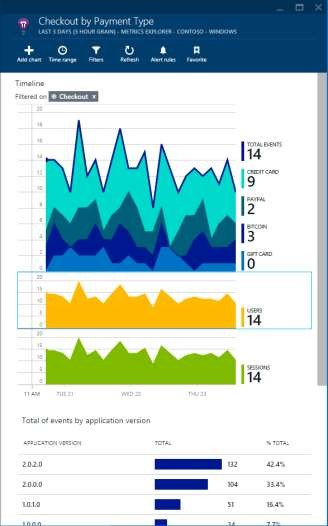 Checkout by Payment Type
LAST 3 DAYS (3 HOUR GRAIN) - METRICS EXPLORER - CONTOSO - WINDOWS
Add chart Time range Filters Refresh Alert rules Favorite
Timeline
Filtered on Checkout x
20
18
16
14
12
10
8
6
4
2
0
TOTAL EVENTS
14
CREDIT CARD
9
PAYPAL
2
BITCOIN
3
GIFT CARD
0
20
15
10
5
0
USERS
14
20
15
10
5
0
SESSIONS
14
11 AM TUE 21 WED 22 THU 23
Total of events by application version
APPLICATION VERSION TOTAL % TOTAL
2.0.2.0 132 42.4%
2.0.0.0 104 33.4%
1.0.1.0 51 16.4%
1.0.0.0 24 7.7%